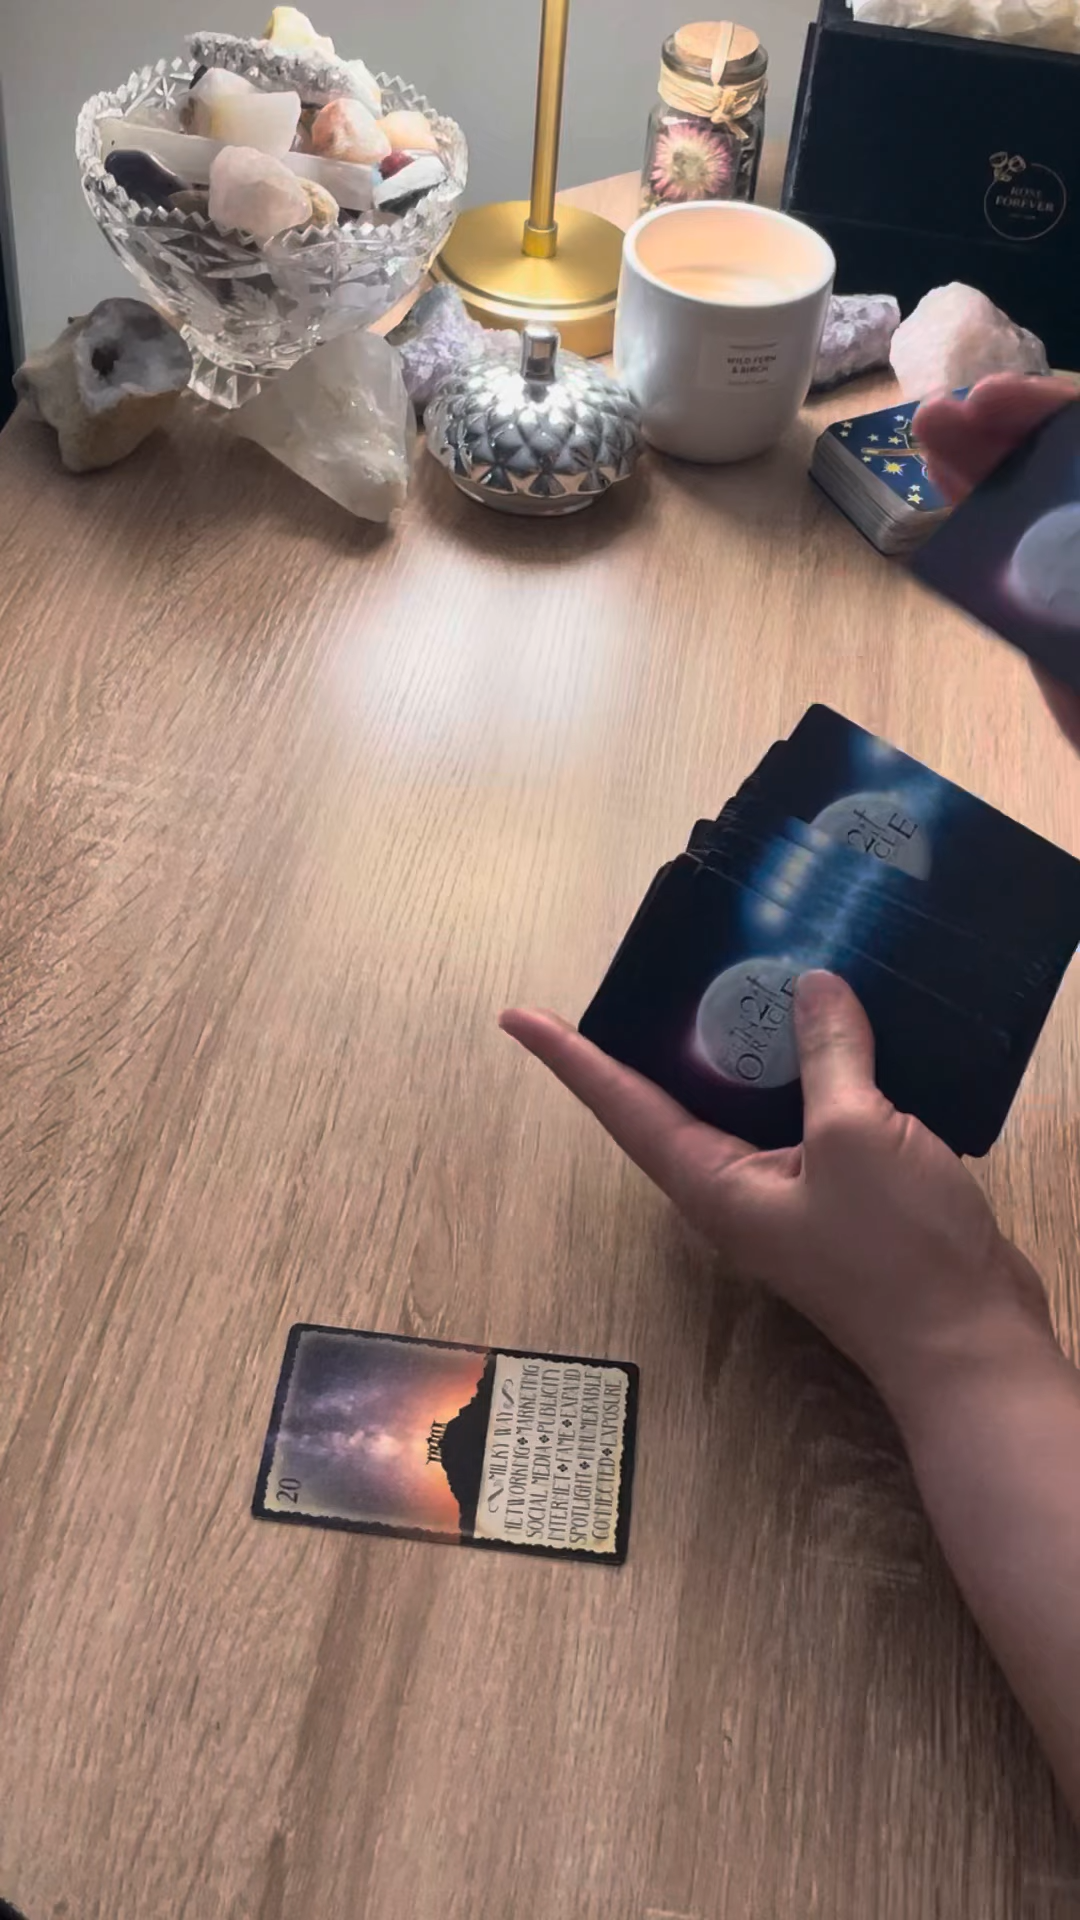 ROSE
FOREVER
WILD FERN
& BIRCH
ORACLE
20
MILKY WAY
NETWORKING MARKETING
SOCIAL MEDIA PUBLICITY
INTERNET FAME EXPAND
SPOTLIGHT INNUMERABLE
CONNECTED EXPOSURE